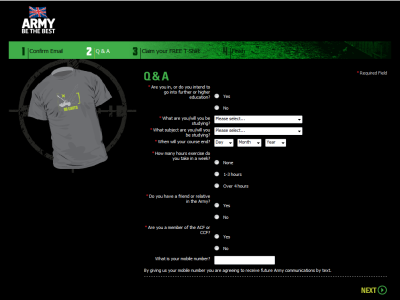 ARMY
BE THE BEST
1 Confirm Email 2 Q & A 3 Claim your FREE T-Shirt 4
Q & A
* Required Field
* Are you in, or do you intend to go into further or higher education?
Yes
No
* What are you/will you be studying?
Please select...
* What subject are you/will you be studying?
Please select...
* When will your course end?
Day Month Year
* How many hours exercise do you take in a week?
None
1-3 hours
Over 4 hours
* Do you have a friend or relative in the Army?
Yes
No
* Are you a member of the ACF or CCF?
Yes
No
What is your mobile number?
By giving us your mobile number you are agreeing to receive future Army communications by text.
NEXT